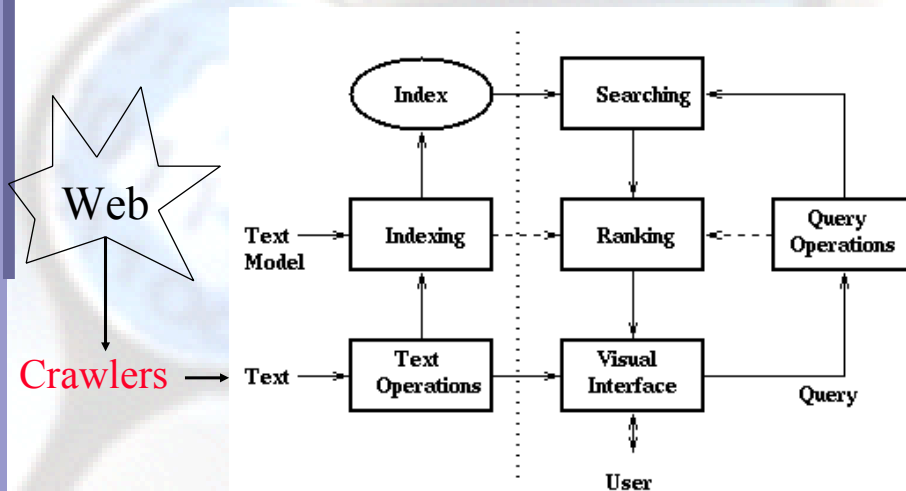 Index
Searching
Web
Text
Model
Indexing
Ranking
Query
Operations
Crawlers
Text
Text
Operations
Visual
Interface
Query
User